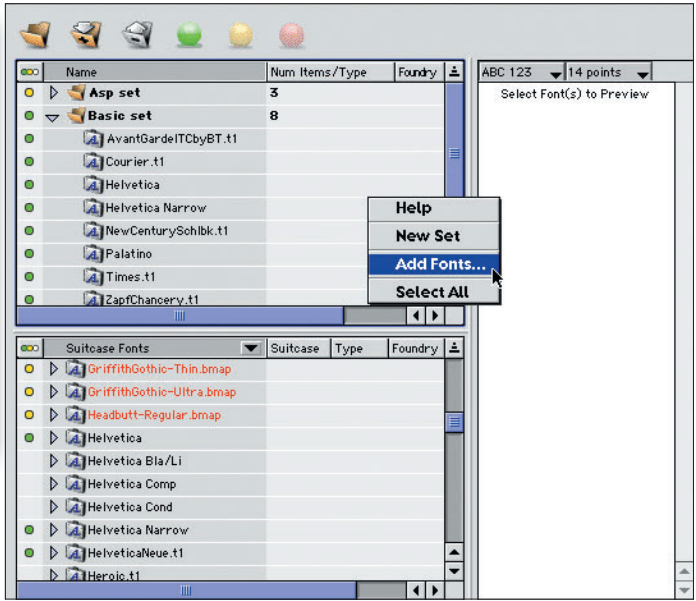 Name Num Items/Type Foundry
Asp set 3
Basic set 8
AvantGardeITCbyBT.t1
Courier.t1
Helvetica
Helvetica Narrow
NewCenturySchlbk.t1
Palatino
Times.t1
ZapfChancery.t1
Help
New Set
Add Fonts...
Select All
ABC 123 14 points
Select Font(s) to Preview
Suitcase Fonts Suitcase Type Foundry
GriffithGothic-Thin.bmap
GriffithGothic-Ultra.bmap
Headbutt-Regular.bmap
Helvetica
Helvetica Bla/Li
Helvetica Comp
Helvetica Cond
Helvetica Narrow
HelveticaNeue.t1
Heroic.t1